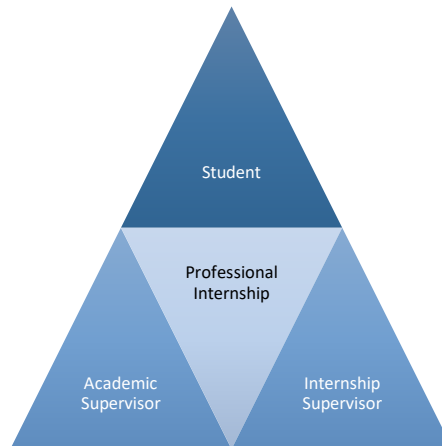 Student
Professional
Internship
Academic
Supervisor
Internship
Supervisor